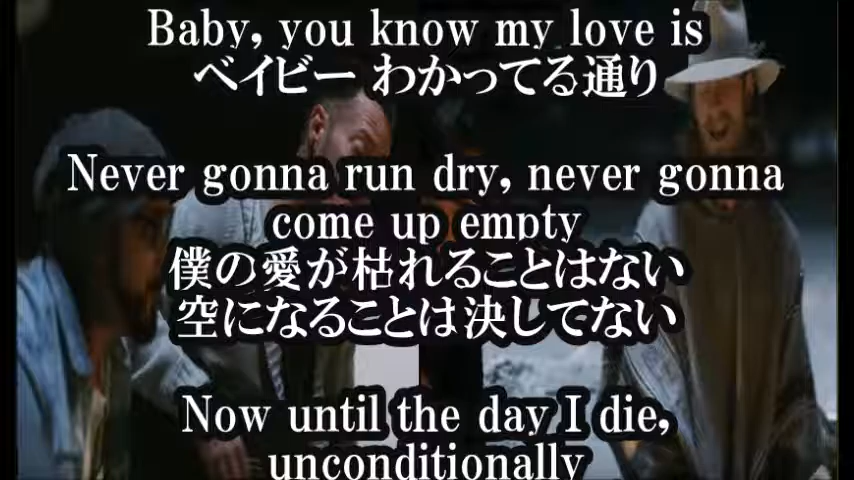 Baby, you know my love is
ベイビー わかってる通り
Never gonna run dry, never gonna
come up empty
僕の愛が枯れることはない
空になることは決してない
Now until the day I die,
unconditionally